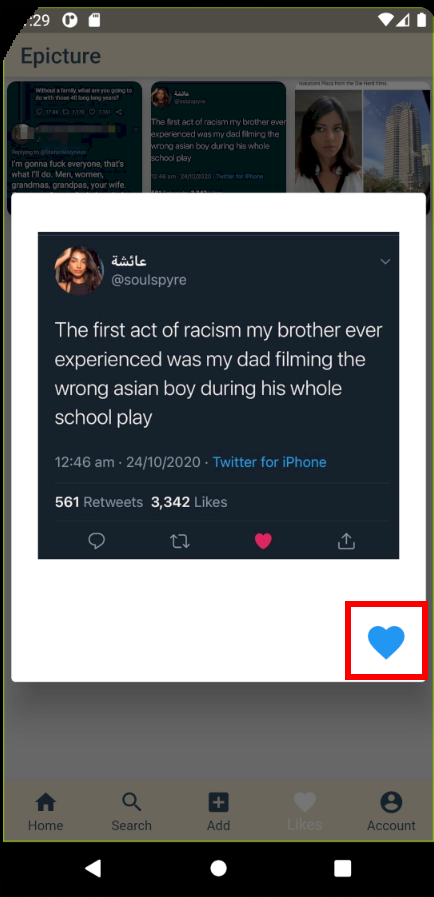 :29
Epicture
Without a family, what are you going to
do with those 40 long long years?
I'm gonna fuck everyone, that's
what I'll do. Men, women,
grandmas, grandpas, your wife
عائشة
@soulspyre
The first act of racism my brother ever
experienced was my dad filming the
wrong asian boy during his whole
school play
12:46 am · 24/10/2020 · Twitter for iPhone
Nakatomi Plaza from the Die Hard films.
عائشة
@soulspyre
The first act of racism my brother ever
experienced was my dad filming the
wrong asian boy during his whole
school play
12:46 am · 24/10/2020 · Twitter for iPhone
561 Retweets 3,342 Likes
Home Search Add Likes Account